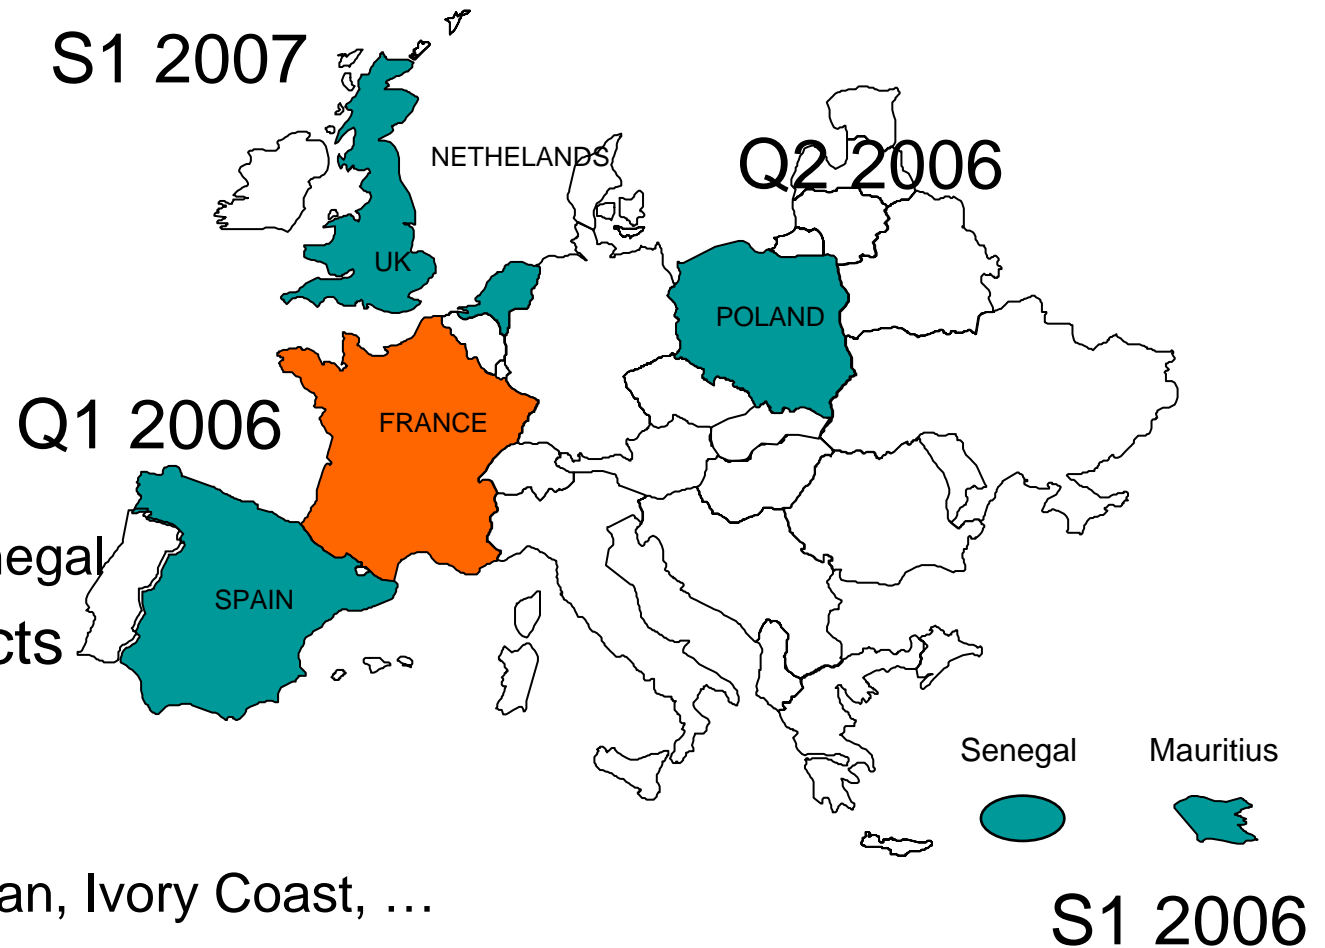 S1 2007
NETHELANDS
Q2 2006
UK
POLAND
Q1 2006
FRANCE
negal
SPAIN
cts
Senegal Mauritius
an, Ivory Coast, …
S1 2006